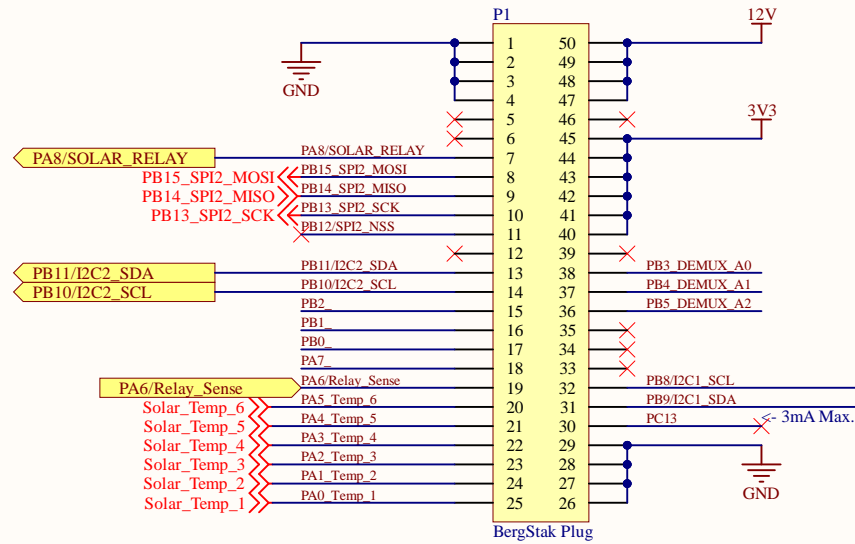 P1
12V
1 50
2 49
GND 3 48
4 47
5 46
6 45 3V3
PA8/SOLAR_RELAY PA8/SOLAR_RELAY 7 44
PB15_SPI2_MOSI PB15_SPI2_MOSI 8 43
PB14_SPI2_MISO PB14_SPI2_MISO 9 42
PB13_SPI2_SCK PB13_SPI2_SCK 10 41
PB12/SPI2_NSS 11 40
12 39
PB11/I2C2_SDA PB11/I2C2_SDA 13 38 PB3_DEMUX_A0
PB10/I2C2_SCL PB10/I2C2_SCL 14 37 PB4_DEMUX_A1
PB2_ 15 36 PB5_DEMUX_A2
PB1_ 16 35
PB0_ 17 34
PA7_ 18 33
PA6/Relay_Sense PA6/Relay_Sense 19 32 PB8/I2C1_SCL
Solar_Temp_6 PA5_Temp_6 20 31 PB9/I2C1_SDA
Solar_Temp_5 PA4_Temp_5 21 30 PC13 <- 3mA Max.
Solar_Temp_4 PA3_Temp_4 22 29
Solar_Temp_3 PA2_Temp_3 23 28
Solar_Temp_2 PA1_Temp_2 24 27 GND
Solar_Temp_1 PA0_Temp_1 25 26
BergStak Plug